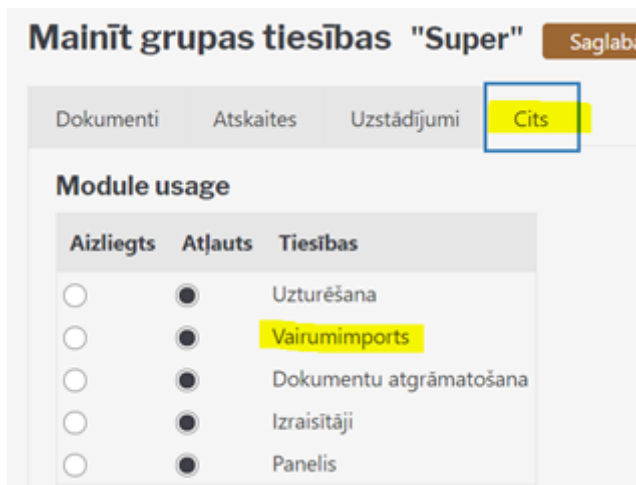 Mainīt grupas tiesības "Super"
Dokumenti Atskaites Uzstādījumi Cits
Module usage
Aizliegts Atļauts Tiesības
Uzturēšana
Vairumimports
Dokumentu atgrāmatošana
Izraisītāji
Panelis